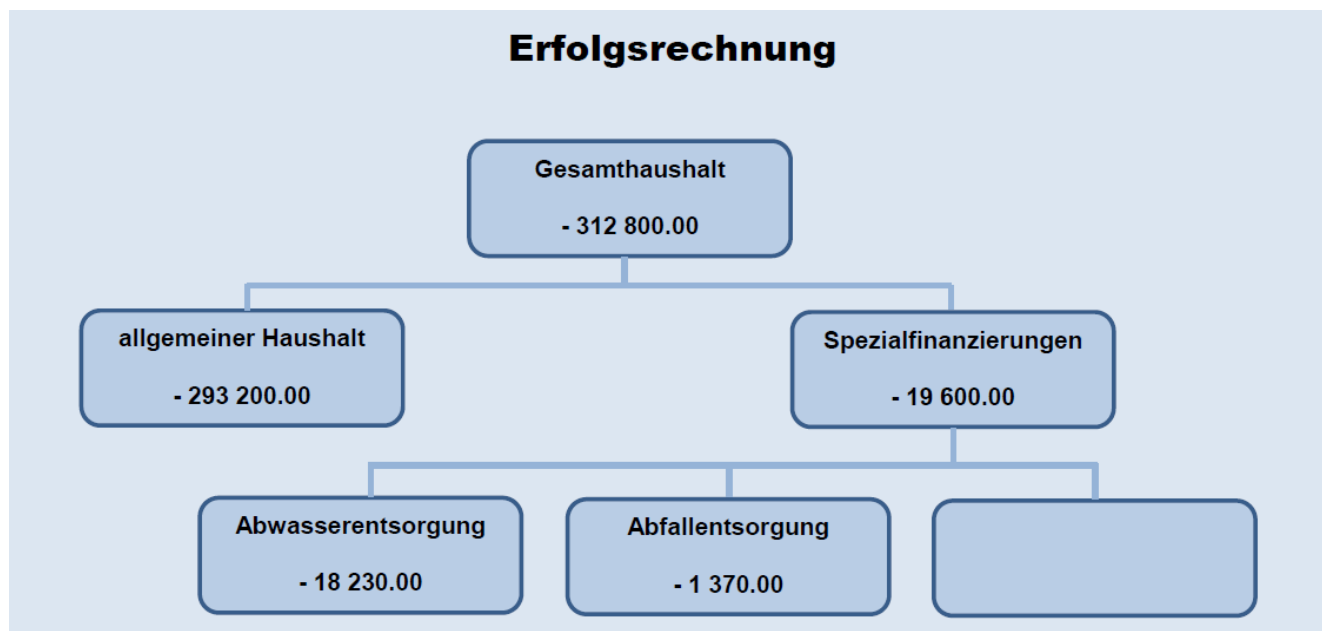 Erfolgsrechnung
Gesamthaushalt
- 312 800.00
allgemeiner Haushalt
- 293 200.00
Spezialfinanzierungen
- 19 600.00
Abwasserentsorgung
- 18 230.00
Abfallentsorgung
- 1 370.00